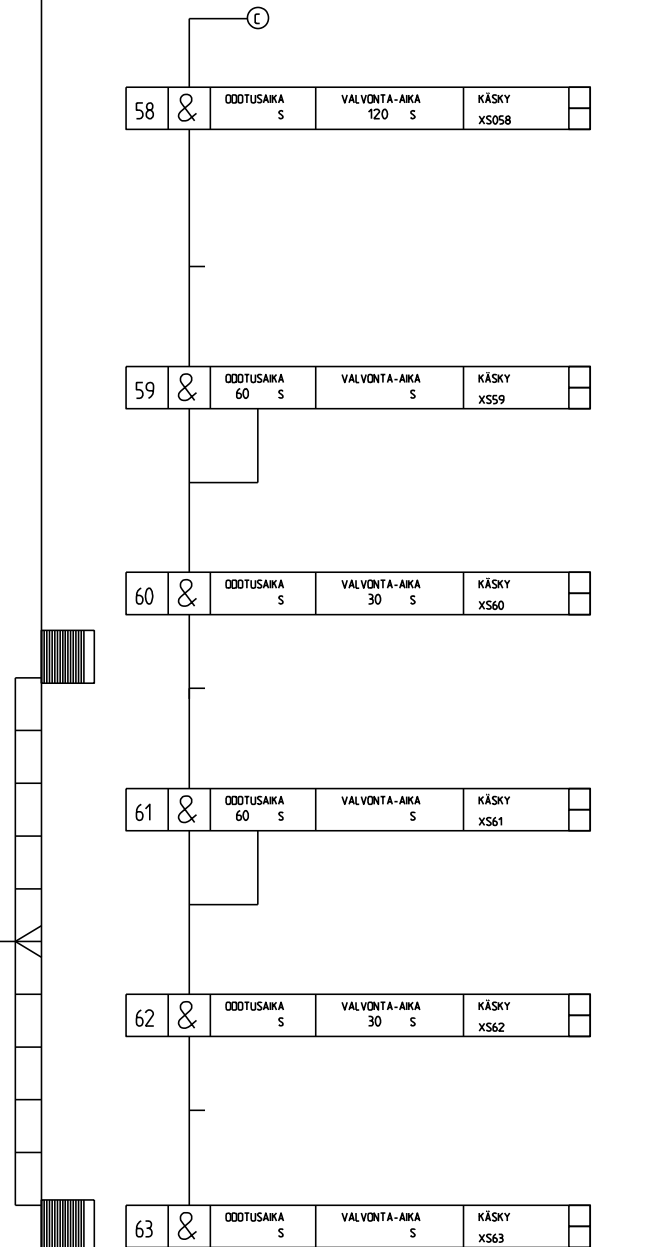 C
58 & ODOTUSAIKA VALVONTA-AIKA KÄSKY
S 120 S XS058
59 & ODOTUSAIKA VALVONTA-AIKA KÄSKY
60 S S XS59
60 & ODOTUSAIKA VALVONTA-AIKA KÄSKY
S 30 S XS60
61 & ODOTUSAIKA VALVONTA-AIKA KÄSKY
60 S S XS61
62 & ODOTUSAIKA VALVONTA-AIKA KÄSKY
S 30 S XS62
63 & ODOTUSAIKA VALVONTA-AIKA KÄSKY
S S XS63